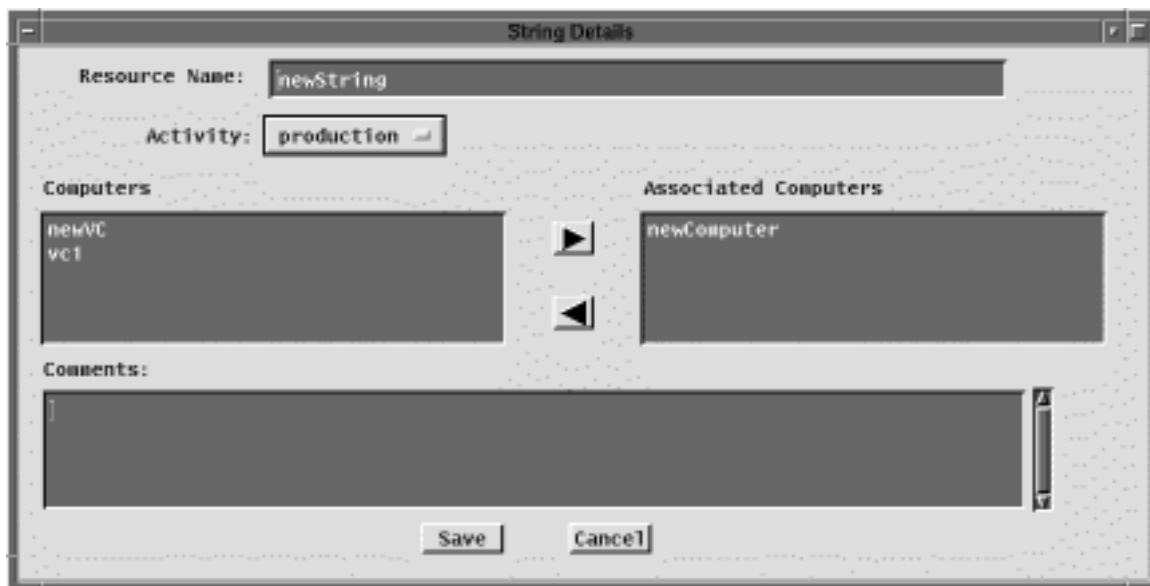 String Details
Resource Name: newString
Activity: production
Computers
Associated Computers
newVC
vc1
newComputer
Comments:
Save Cancel